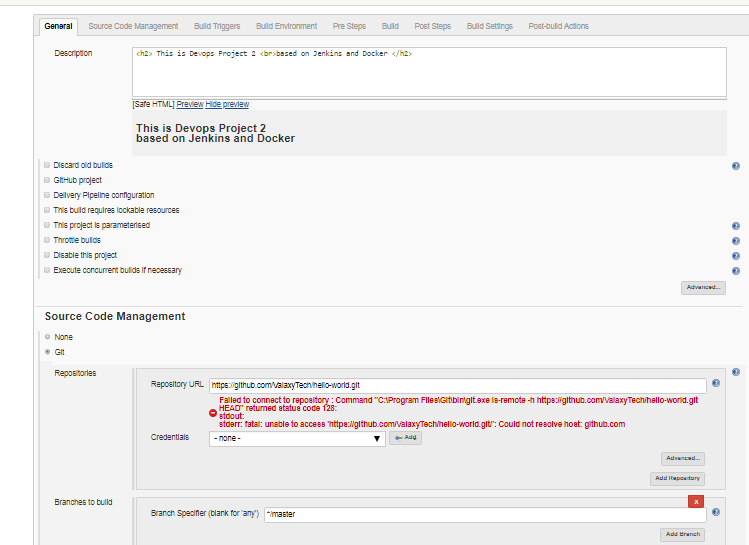 General Source Code Management Build Triggers Build Environment Pre Steps Build Post Steps Build Settings Post-build Actions
Description
<h2> This is Devops Project 2 <br>based on Jenkins and Docker </h2>
[Safe HTML] Preview Hide preview
This is Devops Project 2
based on Jenkins and Docker
Discard old builds
GitHub project
Delivery Pipeline configuration
This build requires lockable resources
This project is parameterised
Throttle builds
Disable this project
Execute concurrent builds if necessary
Advanced...
Source Code Management
None
Git
Repositories
Repository URL https://github.com/ValaxyTech/hello-world.git
Failed to connect to repository : Command "C:\Program Files\Git\bin\git.exe ls-remote -h https://github.com/ValaxyTech/hello-world.git
HEAD" returned status code 128:
stdout:
stderr: fatal: unable to access 'https://github.com/ValaxyTech/hello-world.git/': Could not resolve host: github.com
Credentials - none - Add
Advanced...
Add Repository
Branches to build
X
Branch Specifier (blank for 'any') */master
Add Branch